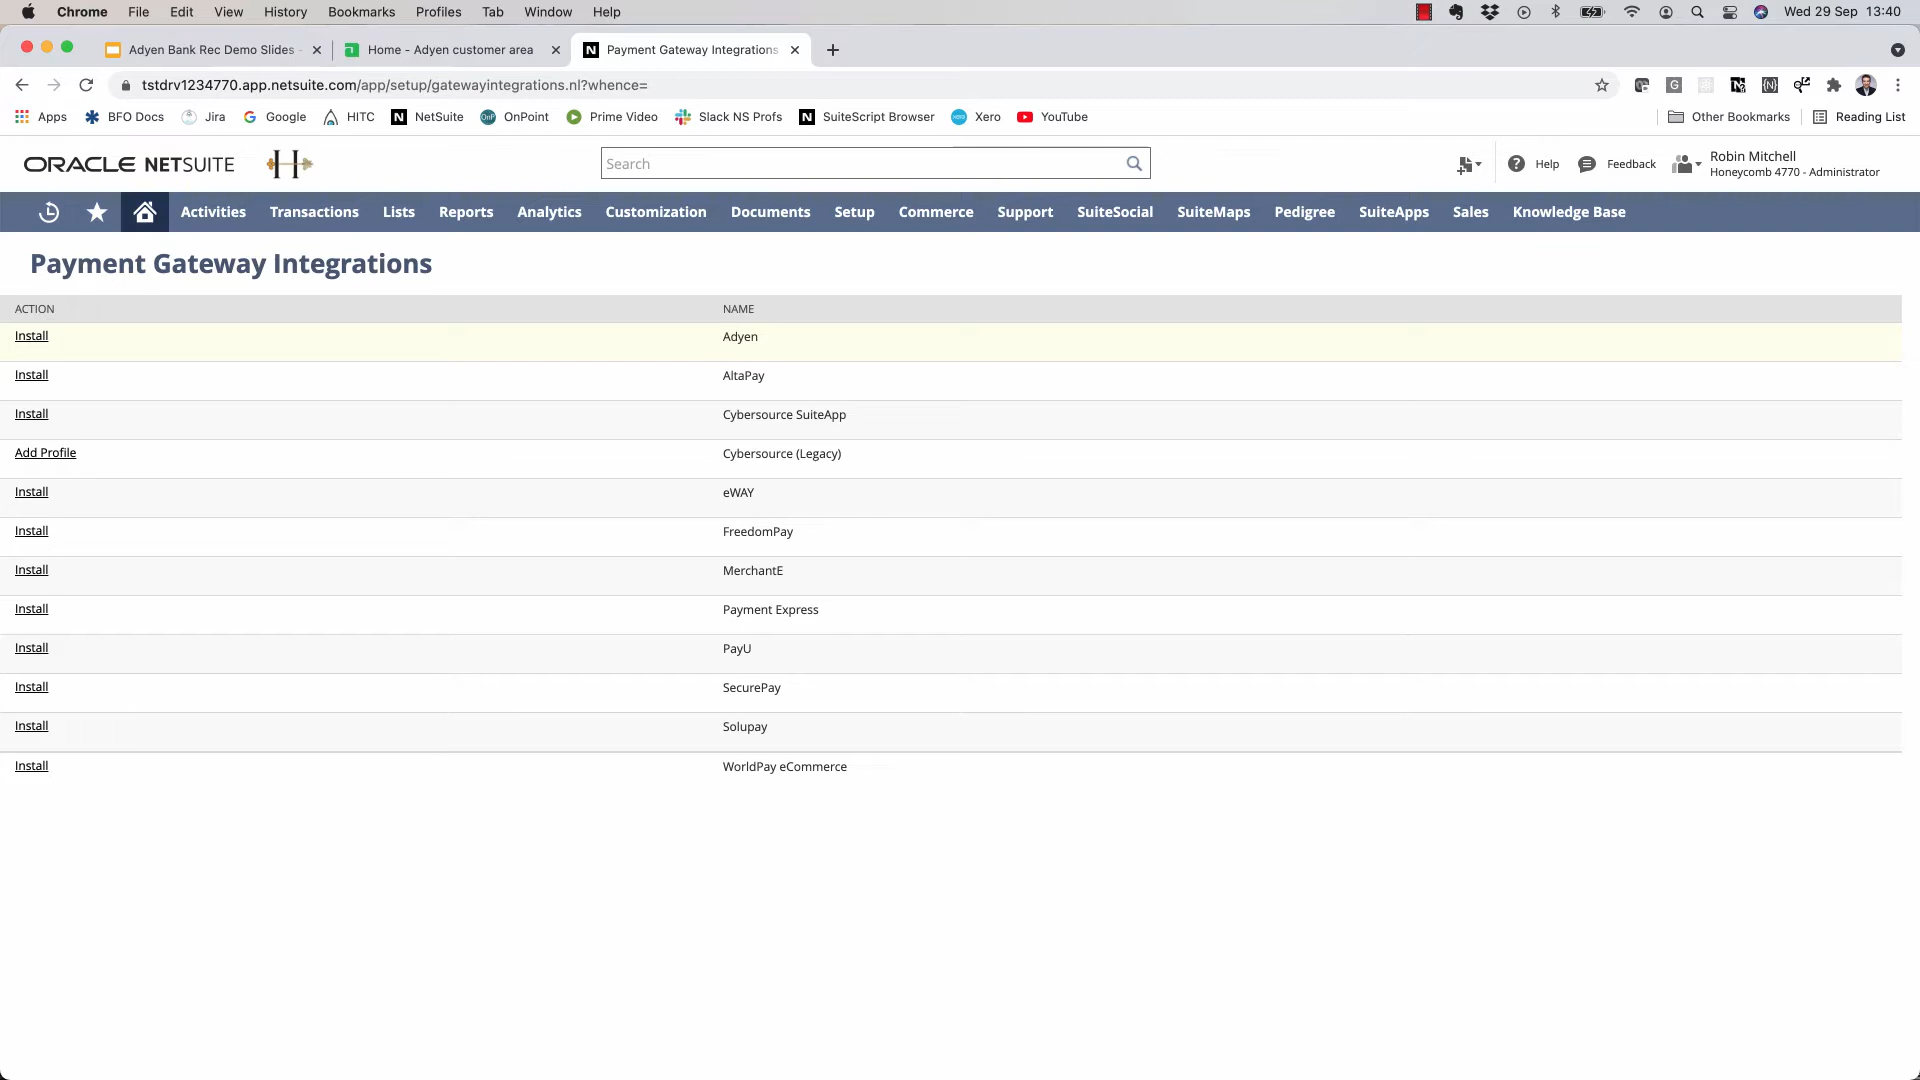 Chrome File Edit View History Bookmarks Profiles Tab Window Help Wed 29 Sep 13:40
Adyen Bank Rec Demo Slides - Home - Adyen customer area Payment Gateway Integrations
tstdrv1234770.app.netsuite.com/app/setup/gatewayintegrations.nl?whence=
Apps BFO Docs Jira Google HITC NetSuite OnPoint Prime Video Slack NS Profs SuiteScript Browser Xero YouTube Other Bookmarks Reading List
ORACLE NETSUITE H Search Help Feedback Robin Mitchell
Honeycomb 4770 - Administrator
Activities Transactions Lists Reports Analytics Customization Documents Setup Commerce Support SuiteSocial SuiteMaps Pedigree SuiteApps Sales Knowledge Base
Payment Gateway Integrations
ACTION NAME
Install Adyen
Install AltaPay
Install Cybersource SuiteApp
Add Profile Cybersource (Legacy)
Install eWAY
Install FreedomPay
Install MerchantE
Install Payment Express
Install PayU
Install SecurePay
Install Solupay
Install WorldPay eCommerce